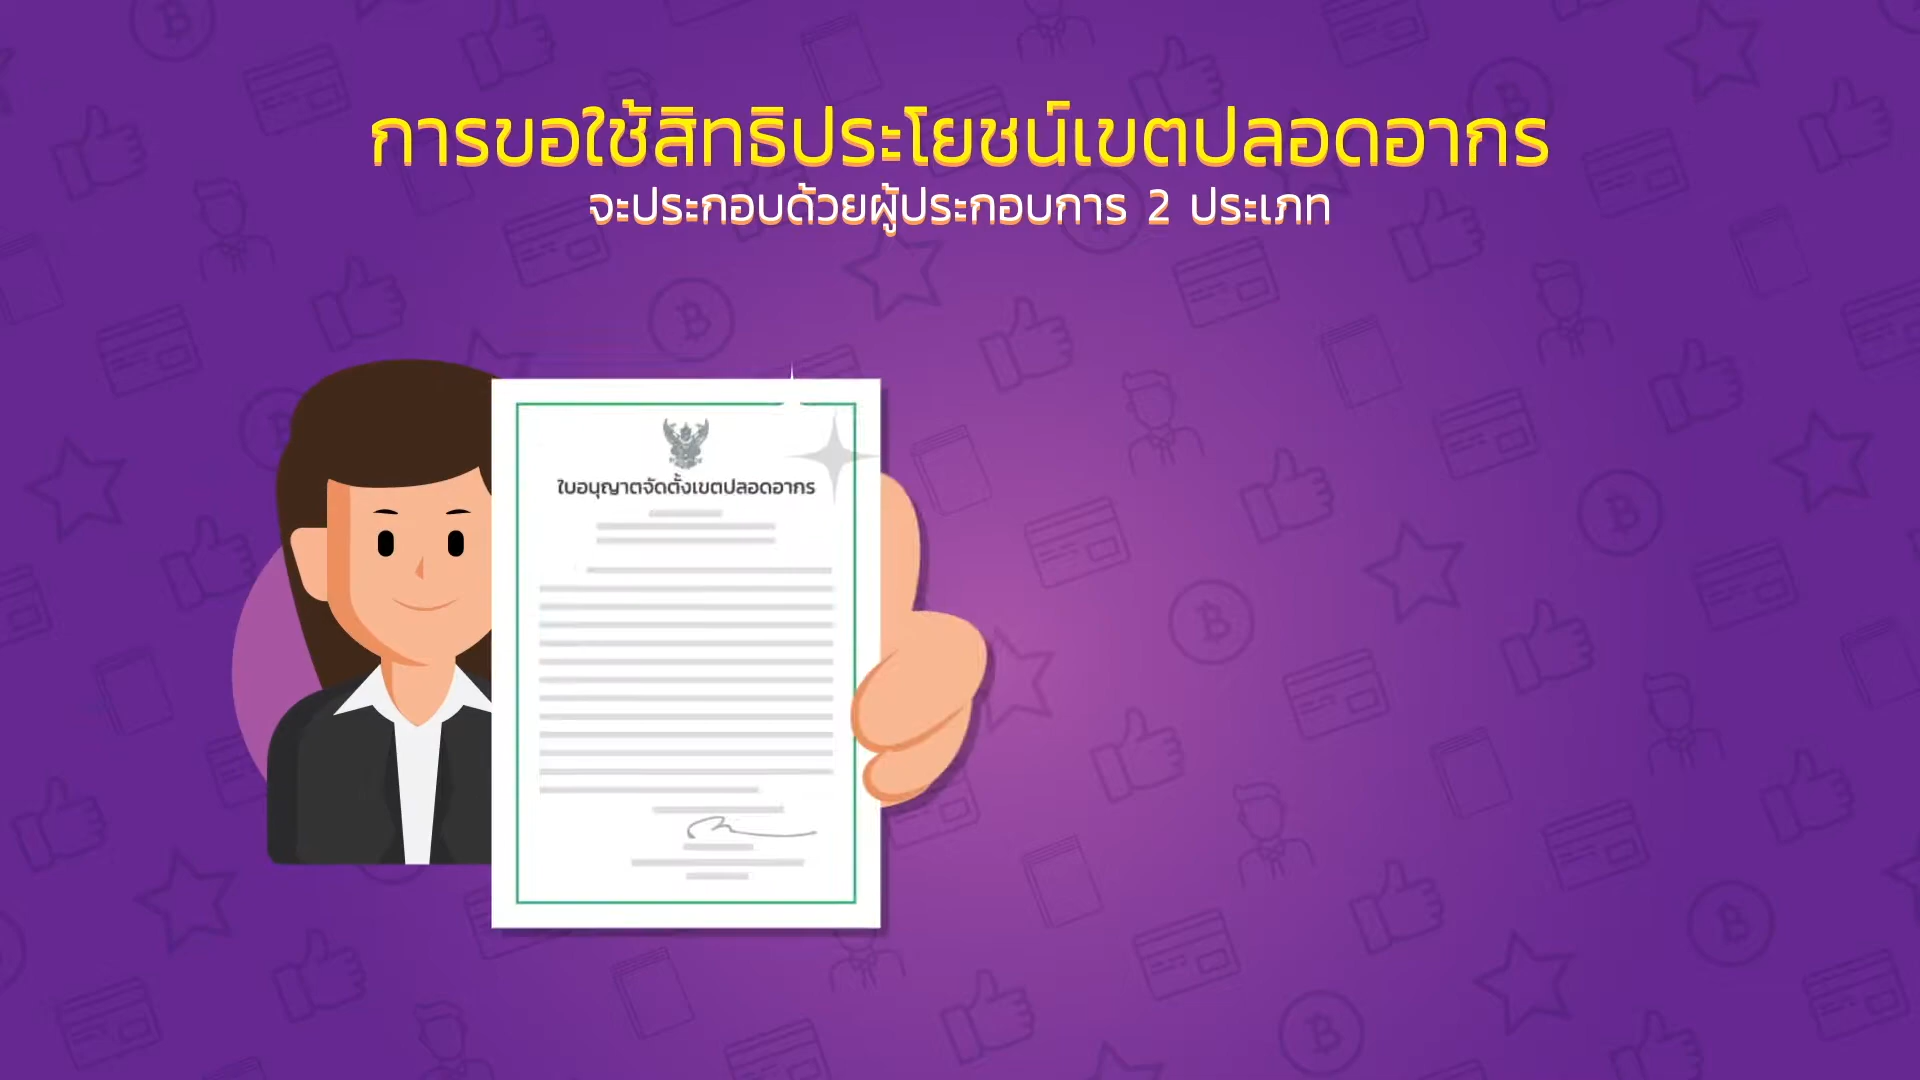 การขอใช้สิทธิประโยชน์เขตปลอดอากร
จะประกอบด้วยผู้ประกอบการ 2 ประเภท
ใบอนุญาตจัดตั้งเขตปลอดอากร